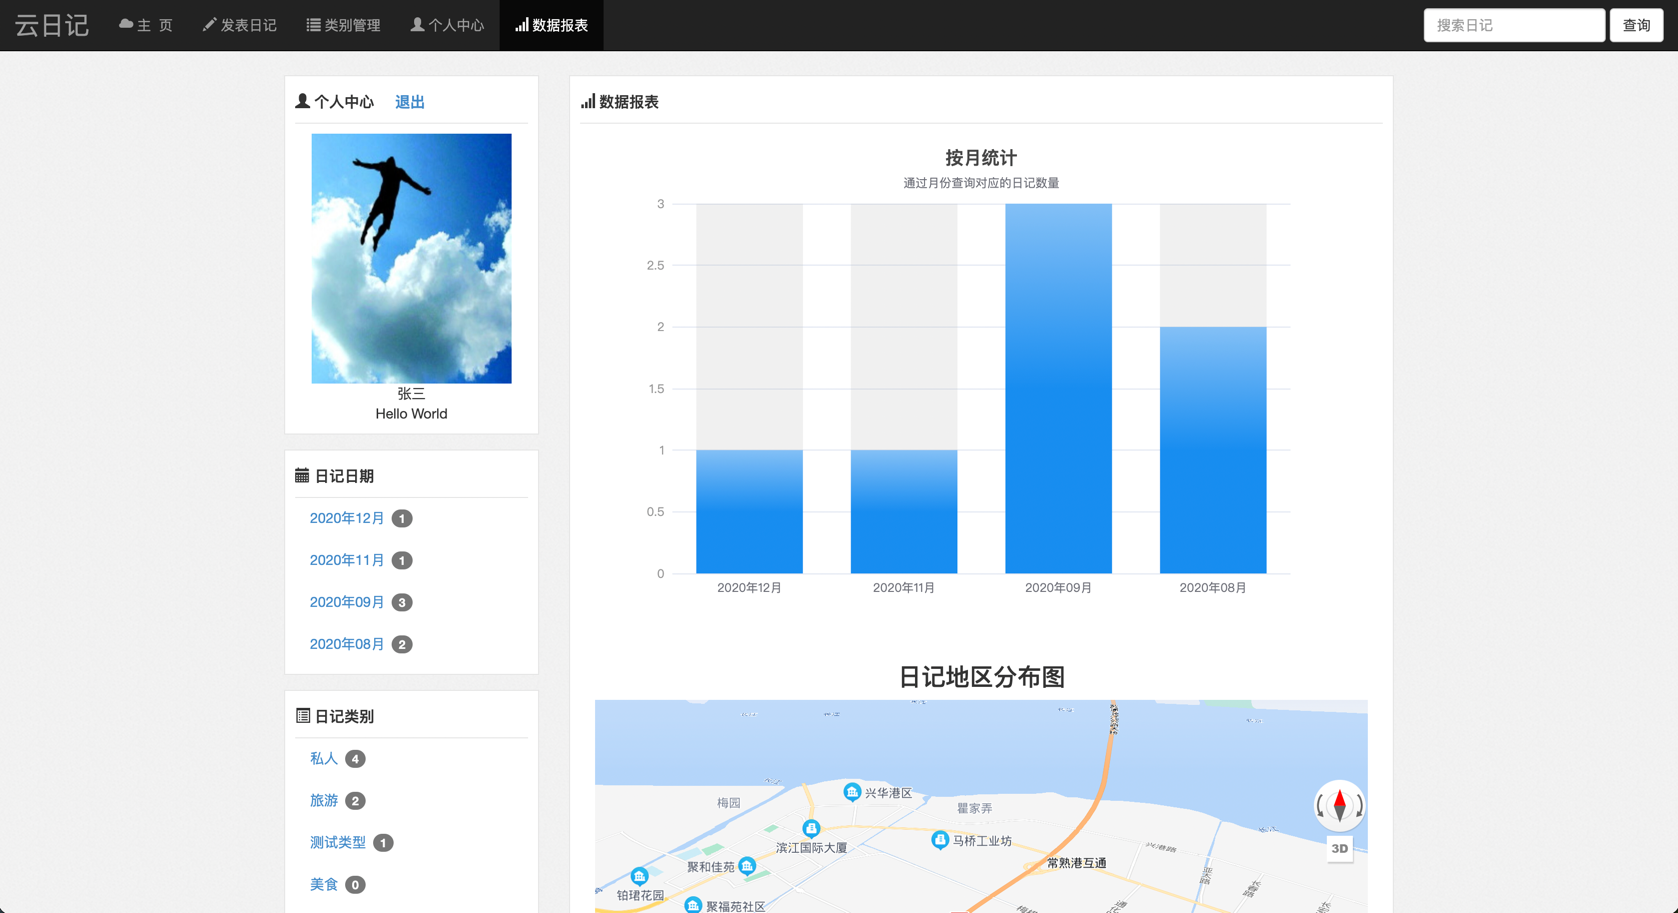 云日记 主 页 发表日记 类别管理 个人中心 数据报表 搜索日记 查询
个人中心 退出
张三
Hello World
日记日期
2020年12月 1
2020年11月 1
2020年09月 3
2020年08月 2
日记类别
私人 4
旅游 2
测试类型 1
美食 0
数据报表
按月统计
通过月份查询对应的日记数量
3
2.5
2
1.5
1
0.5
0
2020年12月 2020年11月 2020年09月 2020年08月
日记地区分布图
长江
兴华港区
梅园
瞿家弄
滨江国际大厦
马桥工业坊
兴港路
3D
聚和佳苑
常熟港互通
铂珺花园
聚福苑社区